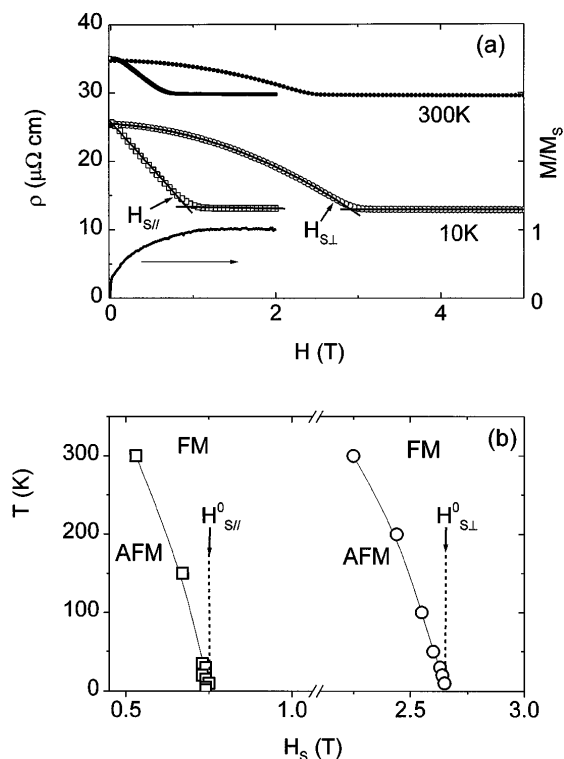 (a)
40
30
20
10
0
ρ (μΩ cm)
300K
10K
H_S//
H_S⊥
M/M_S
1
0
0 2 4
H (T)
(b)
FM FM
AFM AFM
H^0_S//
H^0_S⊥
300
200
100
0
T (K)
0.5 1.0 2.5 3.0
H_S (T)